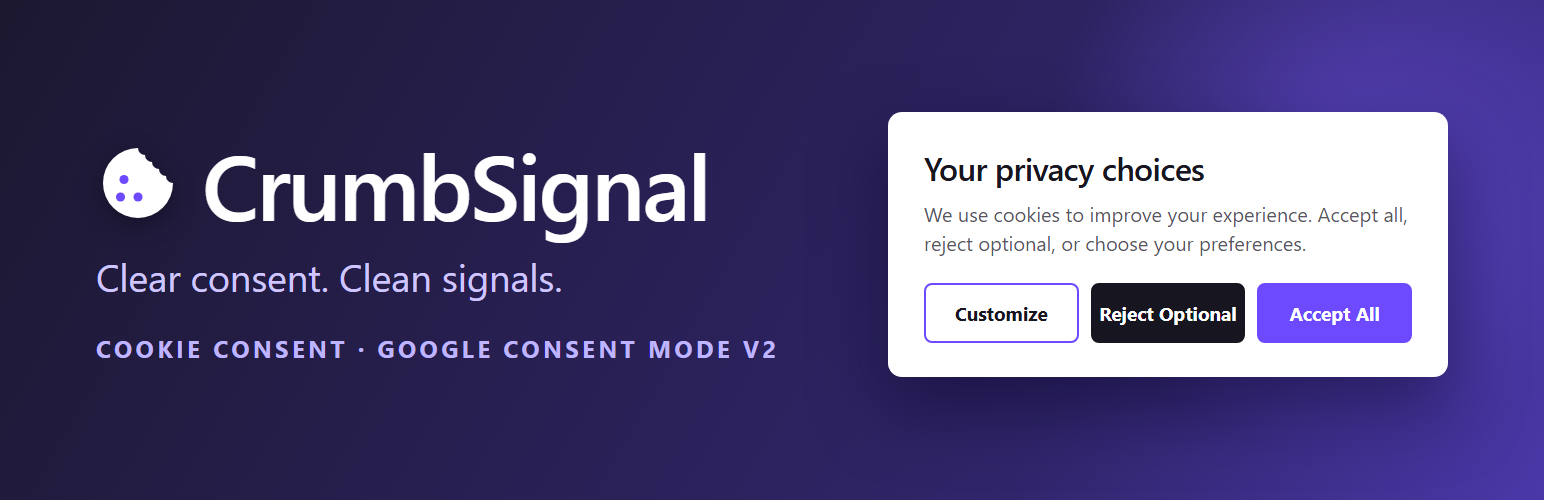 CrumbSignal
Clear consent. Clean signals.
COOKIE CONSENT · GOOGLE CONSENT MODE V2
Your privacy choices
We use cookies to improve your experience. Accept all,
reject optional, or choose your preferences.
Customize
Reject Optional
Accept All